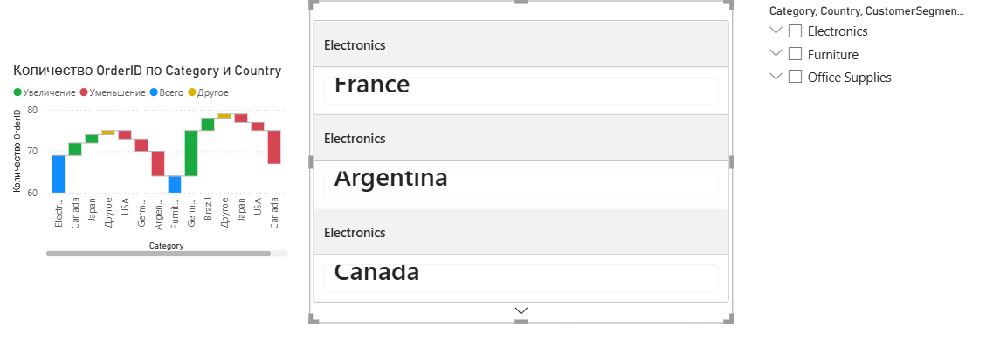 Количество OrderID по Category и Country
Увеличение Уменьшение Всего Другое
Количество OrderID
80
70
60
Electr...
Canada
Japan
Другое
USA
Germ...
Argen...
Furnit...
Germ...
Brazil
Другое
Japan
USA
Canada
Category
Electronics
France
Electronics
Argentina
Electronics
Canada
Category, Country, CustomerSegmen...
Electronics
Furniture
Office Supplies